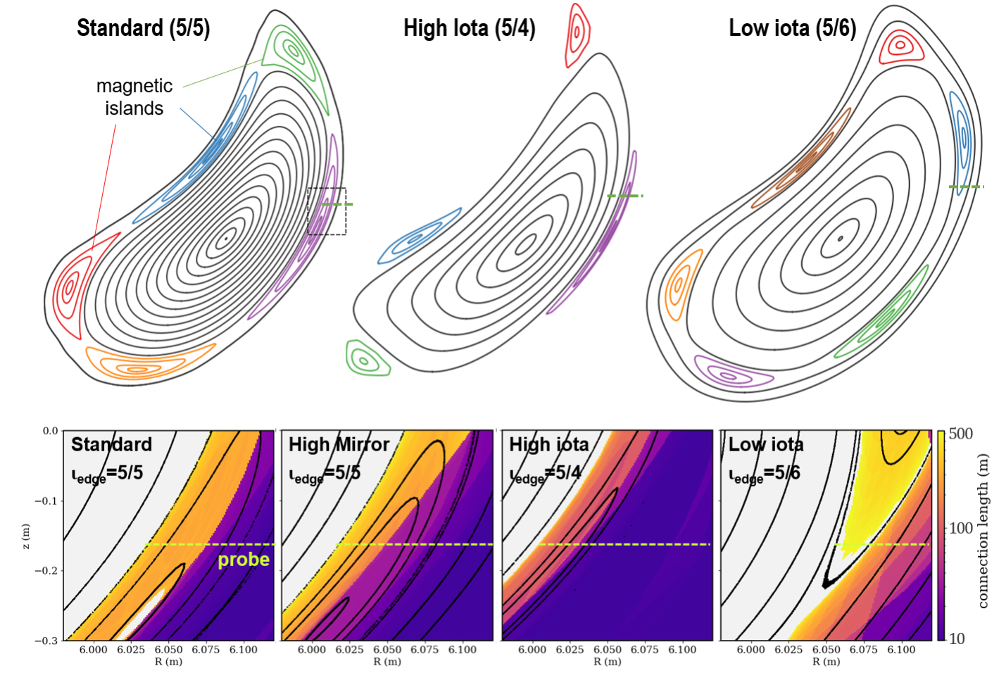 Standard (5/5)
High Iota (5/4)
Low iota (5/6)
magnetic
islands
Standard
ιedge=5/5
High Mirror
ιedge=5/5
High iota
ιedge=5/4
Low iota
ιedge=5/6
probe
0.0
−0.1
−0.2
−0.3
z (m)
6.000 6.025 6.050 6.075 6.100
R (m)
6.000 6.025 6.050 6.075 6.100
R (m)
6.000 6.025 6.050 6.075 6.100
R (m)
6.000 6.025 6.050 6.075 6.100
R (m)
500
100
10
connection length (m)